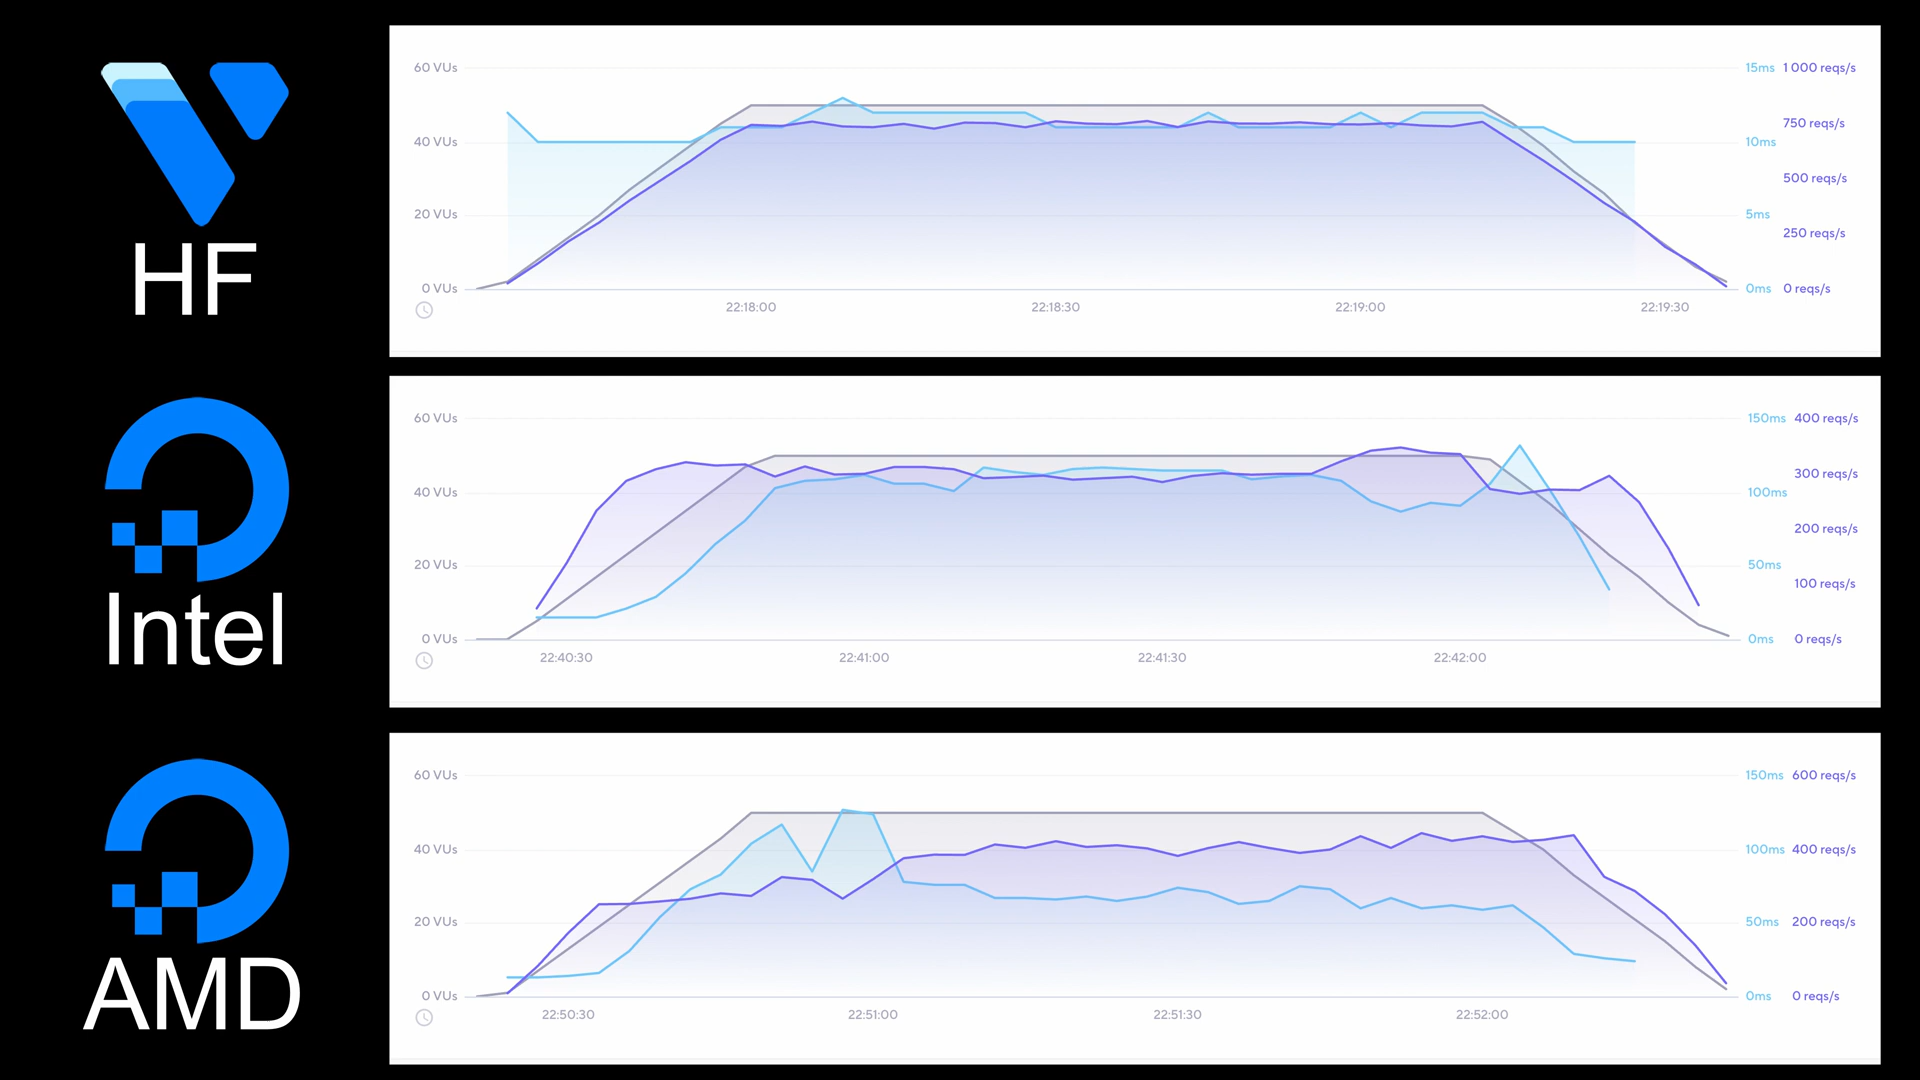 HF
60 VUs
40 VUs
20 VUs
0 VUs
15ms 1 000 reqs/s
750 reqs/s
10ms
500 reqs/s
5ms
250 reqs/s
0ms 0 reqs/s
22:18:00 22:18:30 22:19:00 22:19:30
Intel
60 VUs
40 VUs
20 VUs
0 VUs
150ms 400 reqs/s
300 reqs/s
100ms
200 reqs/s
50ms
100 reqs/s
0ms 0 reqs/s
22:40:30 22:41:00 22:41:30 22:42:00
AMD
60 VUs
40 VUs
20 VUs
0 VUs
150ms 600 reqs/s
100ms 400 reqs/s
50ms 200 reqs/s
0ms 0 reqs/s
22:50:30 22:51:00 22:51:30 22:52:00